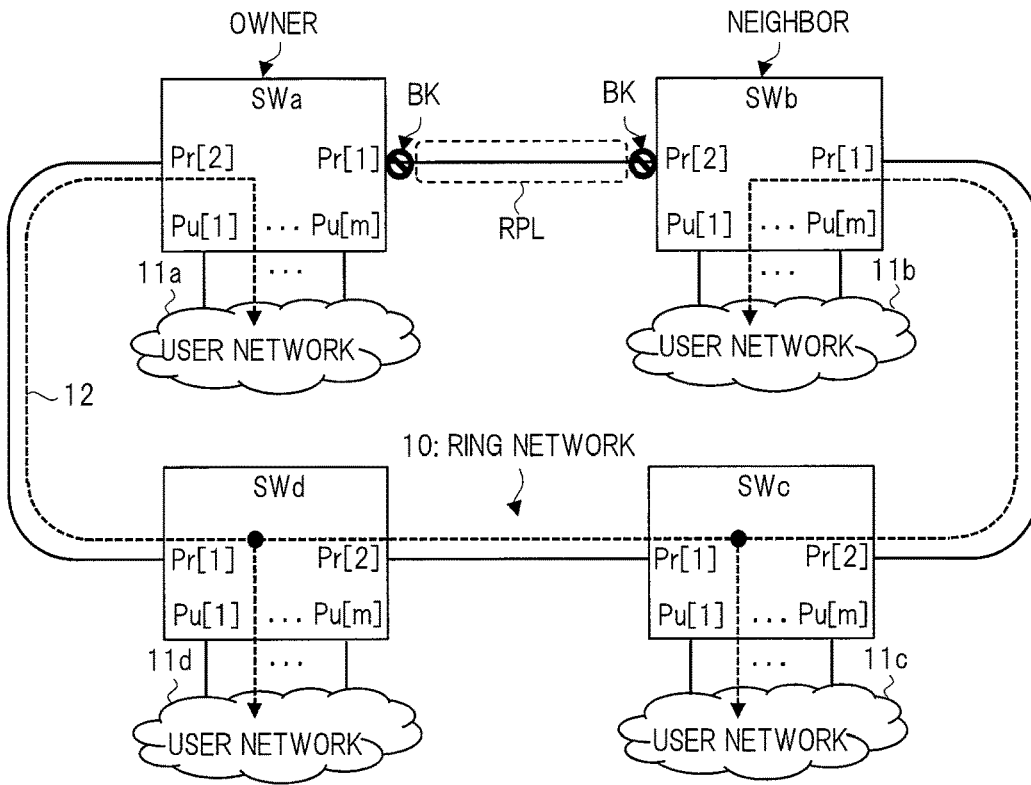 OWNER
NEIGHBOR
SWa
BK
BK
SWb
Pr[2]
Pr[1]
Pr[2]
Pr[1]
RPL
Pu[1]
...
Pu[m]
Pu[1]
...
Pu[m]
11a
...
...
11b
USER NETWORK
USER NETWORK
12
10: RING NETWORK
SWd
SWc
Pr[1]
Pr[2]
Pr[1]
Pr[2]
Pu[1]
...
Pu[m]
Pu[1]
...
Pu[m]
11d
...
...
11c
USER NETWORK
USER NETWORK